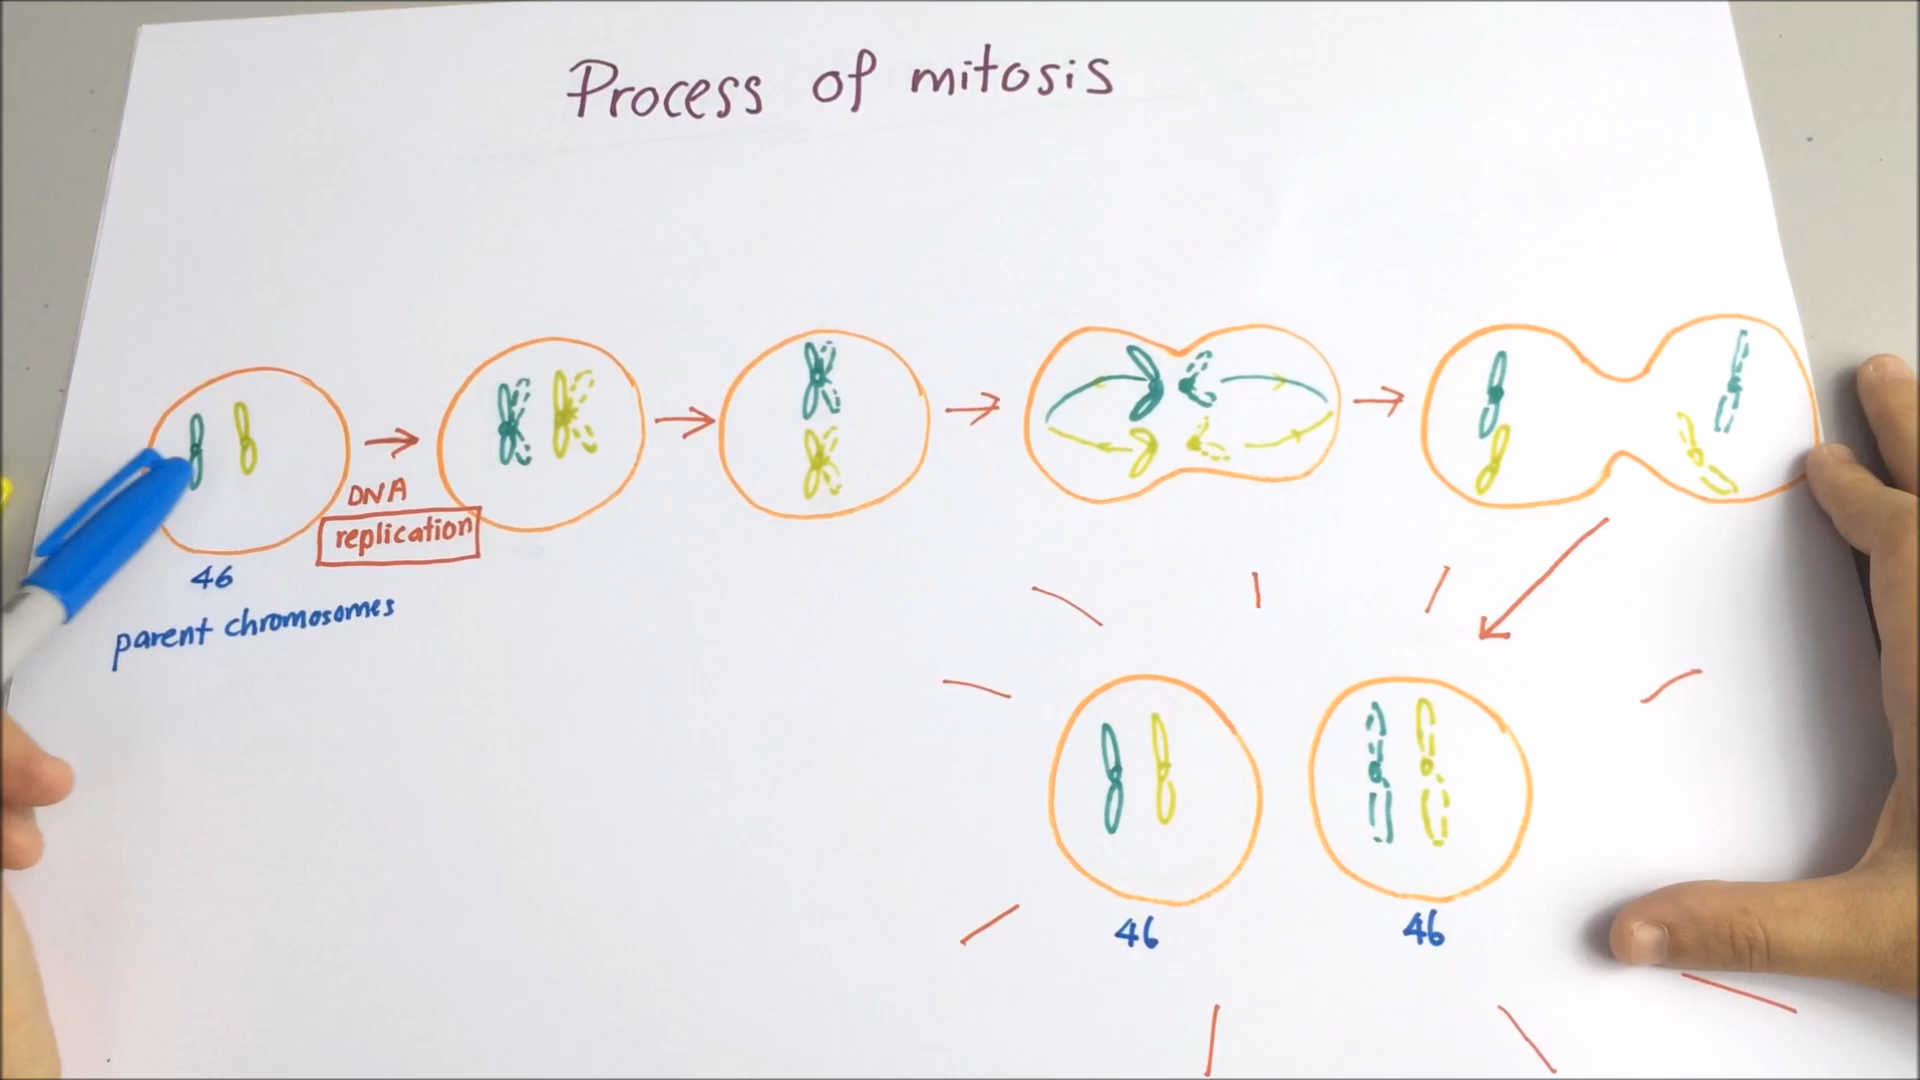 Process of mitosis
DNA
replication
46
parent chromosomes
46
46